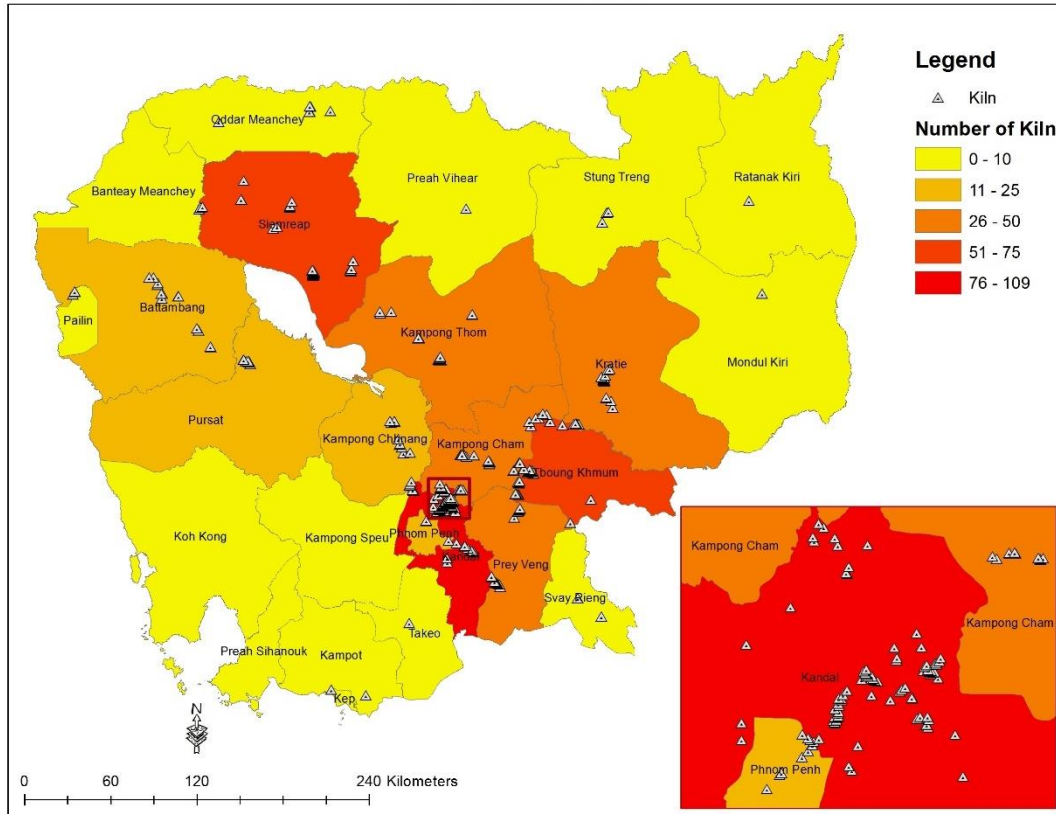 Legend
Kiln
Number of Kiln
0 - 10
11 - 25
26 - 50
51 - 75
76 - 109
Oddar Meanchey
Banteay Meanchey
Preah Vihear
Stung Treng
Ratanak Kiri
Siemreap
Battambang
Pailin
Kampong Thom
Kratie
Mondul Kiri
Pursat
Kampong Chhnang
Kampong Cham
Tboung Khmum
Koh Kong
Kampong Speu
Phnom Penh
Prey Veng
Svay Rieng
Takeo
Preah Sihanouk
Kampot
Kep
N
0 60 120 240 Kilometers
Kampong Cham
Kampong Cham
Kandal
Phnom Penh